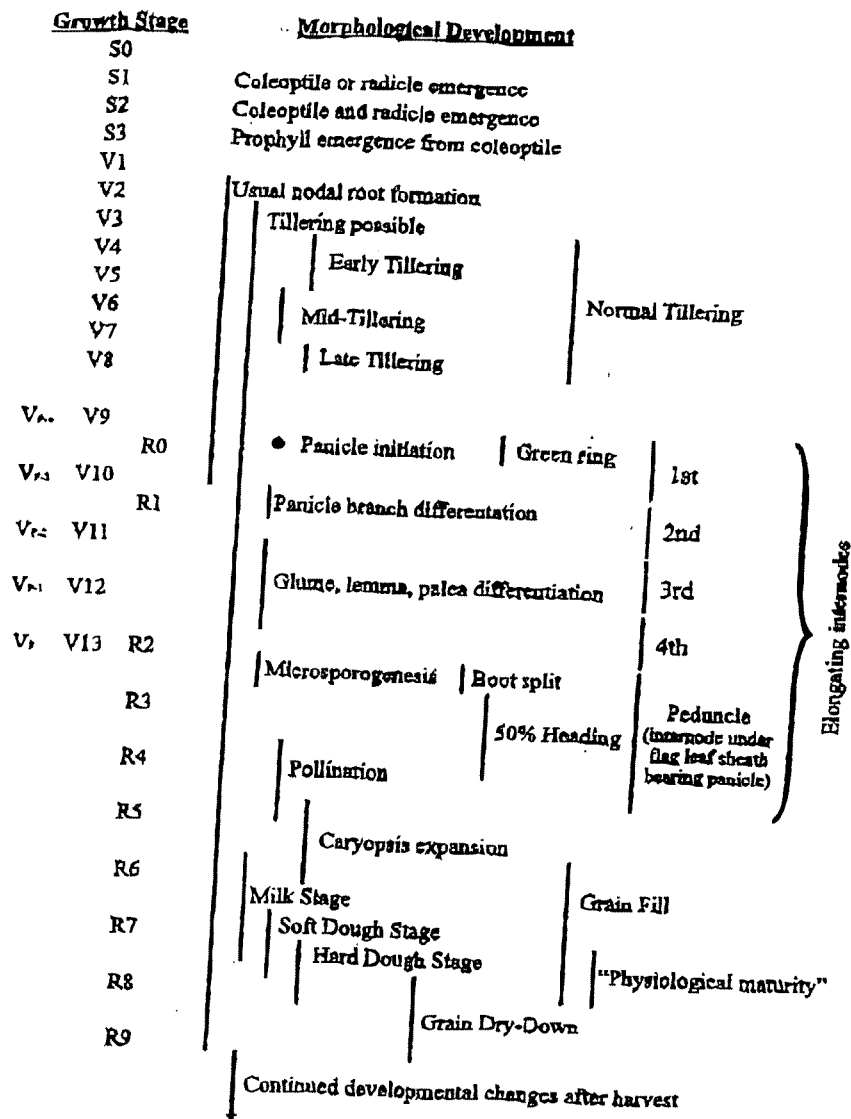 Growth Stage Morphological Development
S0
S1 Coleoptile or radicle emergence
S2 Coleoptile and radicle emergence
S3 Prophyll emergence from coleoptile
V1
V2 Usual nodal root formation
V3 Tillering possible
V4 Early Tillering
V5
V6 Mid-Tillering Normal Tillering
V7
V8 Late Tillering
V9
R0 Panicle initiation Green ring
V10 1st
R1 Panicle branch differentation
V11 2nd
V12 Glume, lemma, palea differentiation 3rd
V13 R2 4th
Microsporogenesis Boot split
R3 50% Heading Peduncle
(internode under
flag leaf sheath
bearing panicle)
Elongating internodes
R4 Pollination
R5
Caryopsis expansion
R6
Milk Stage Grain Fill
R7 Soft Dough Stage
Hard Dough Stage
R8 "Physiological maturity"
Grain Dry-Down
R9
Continued developmental changes after harvest